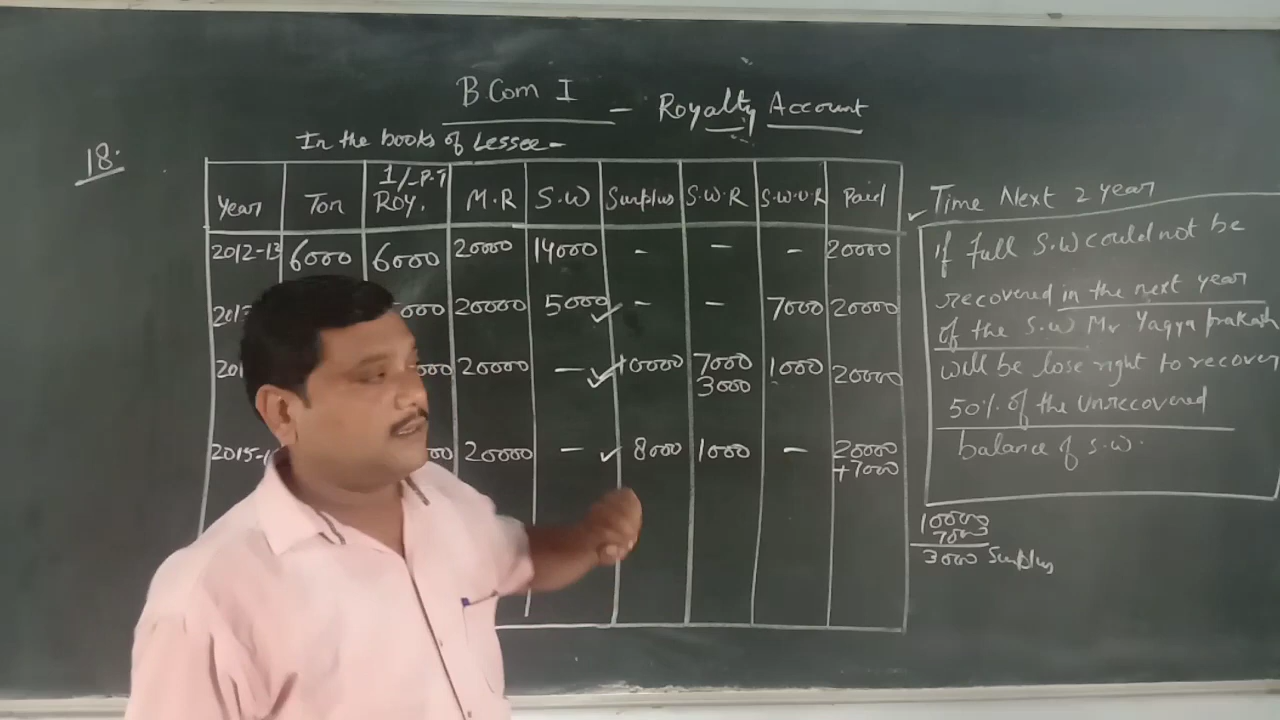 B.Com I – Royalty Account
18.
In the books of Lessee –
Year Ton 1/-P.T Roy. M.R S.W Surplus S.W.R S.W.U.R Paid
2012-13 6000 6000 20000 14000 - - - 20000
000 20000 5000 - - 7000 20000
000 20000 - 10000 7000 1000 20000
3000
2015-1 00 20000 - 8000 1000 - 20000
+7000
Time Next 2 year
if full S.W could not be
recovered in the next year
of the S.W Mr Yagya prakash
will be lose right to recover
50% of the unrecovered
balance of S.W.
10000
7000
3000 Surplus